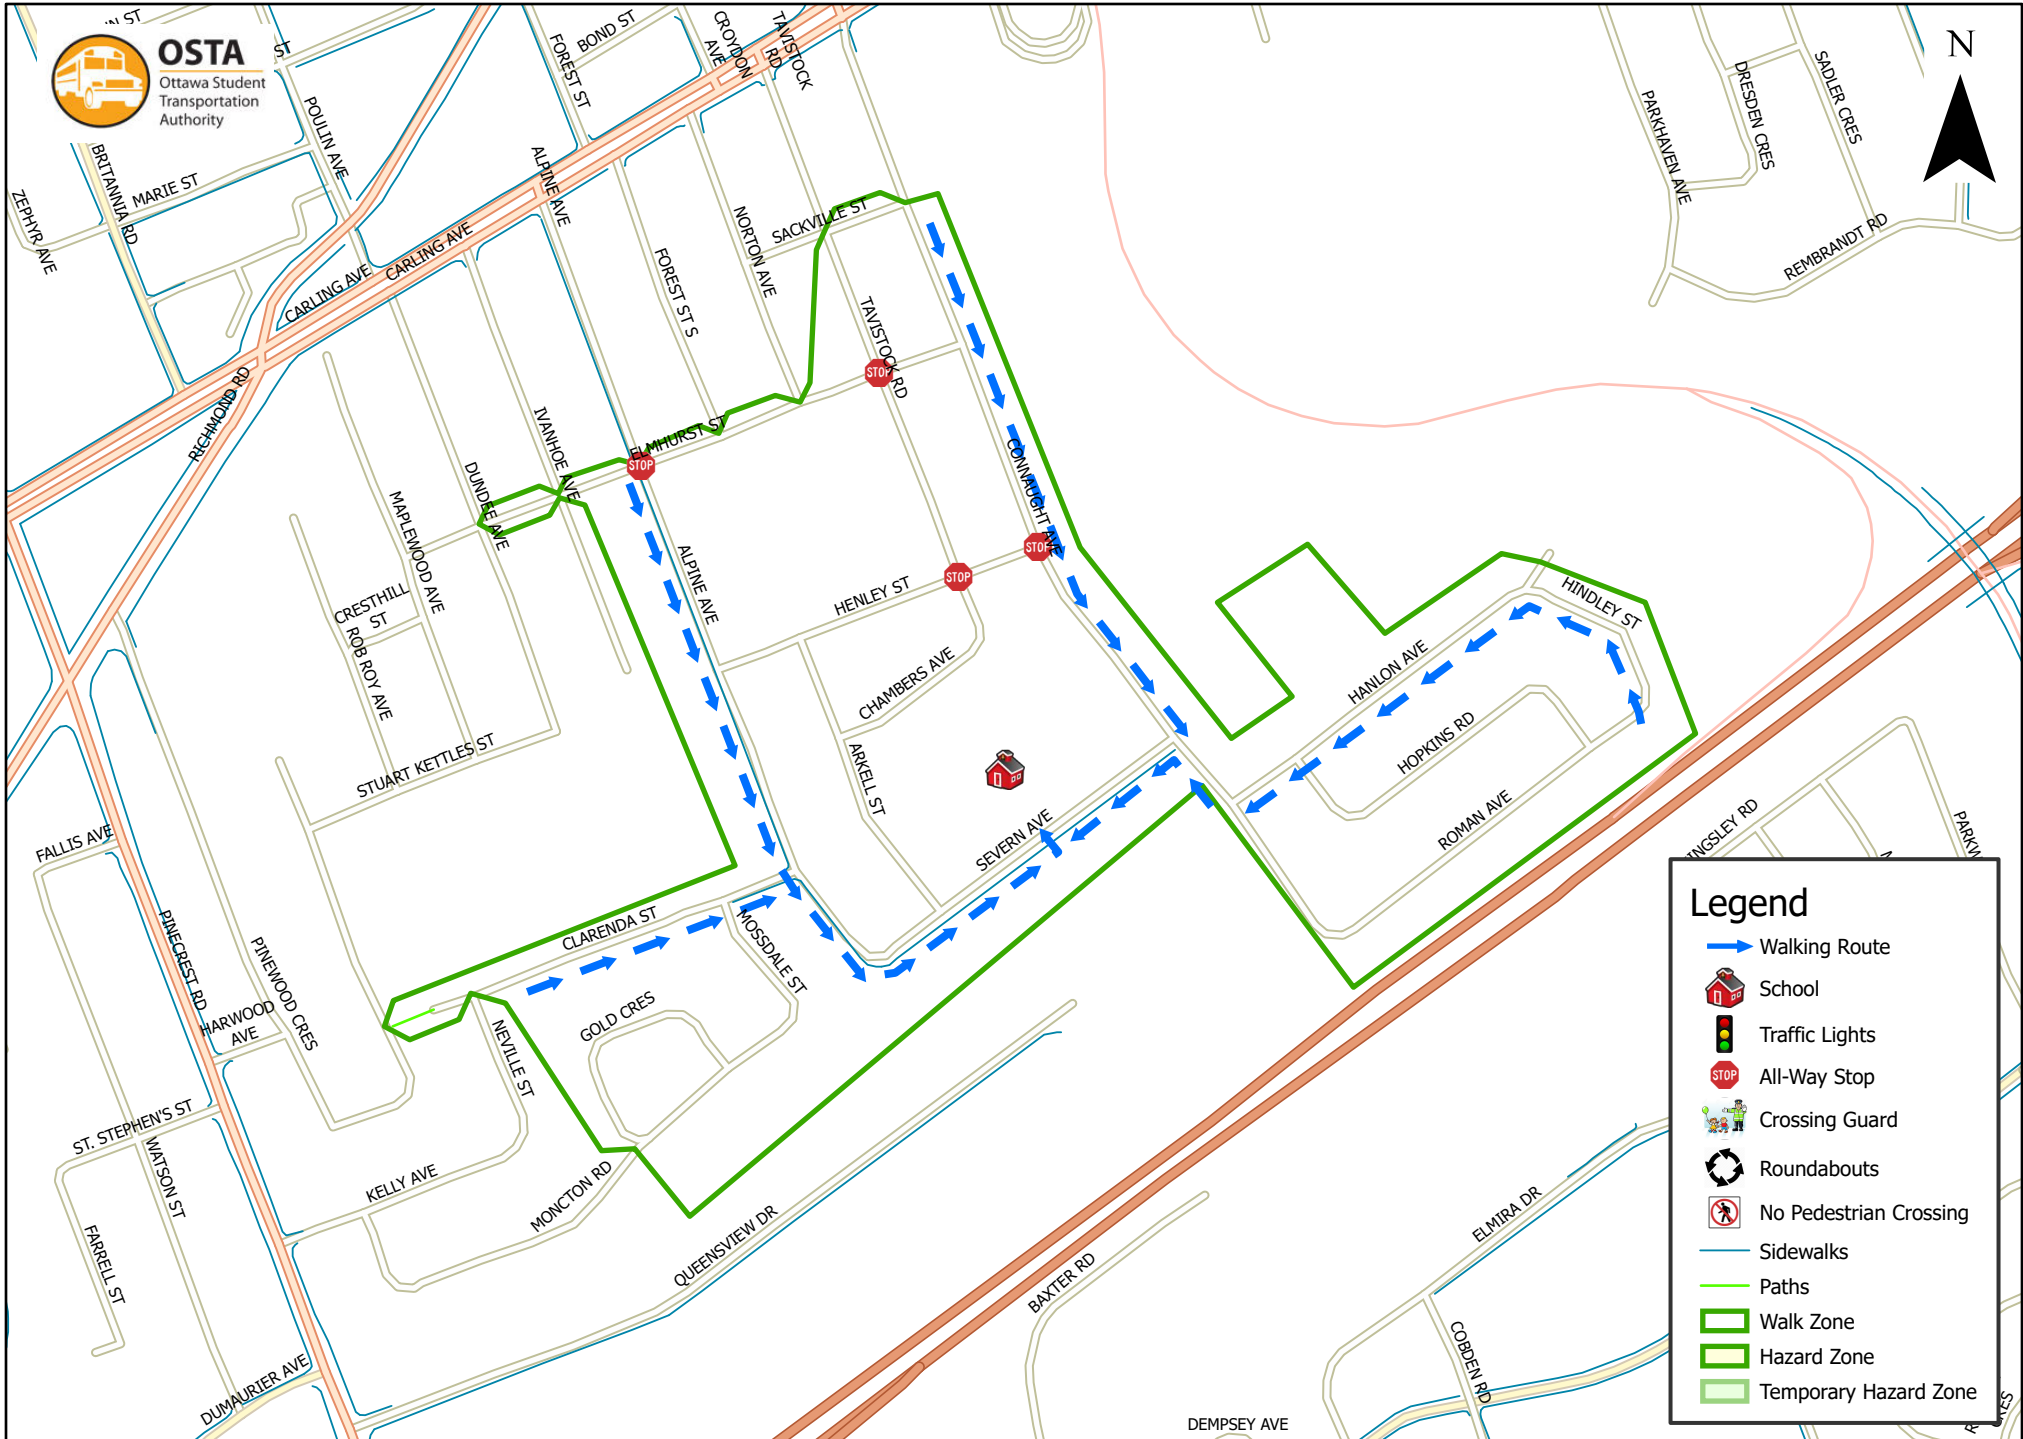 OSTA
Ottawa Student
Transportation
Authority
N
ST
ST
BOND ST
FOREST ST
CROYDON
AVE
TAVISTOCK
RD
POULIN AVE
BRITANNIA RD
MARIE ST
ZEPHYR AVE
ALPINE AVE
CARLING AVE
CARLING AVE
NORTON AVE
SACKVILLE ST
FOREST ST S
TAVISTOCK RD
PARKHAVEN AVE
DRESDEN CRES
SADLER CRES
REMBRANDT RD
RICHMOND RD
IVANHOE AVE
DUNDEE AVE
MAPLEWOOD AVE
ELMHURST ST
STOP
STOP
STOP
STOP
CONNAUGHT AVE
HENLEY ST
ALPINE AVE
CRESTHILL
ST
ROB ROY AVE
STUART KETTLES ST
CHAMBERS AVE
ARKELL ST
SEVERN AVE
HANLON AVE
HINDLEY ST
HOPKINS RD
ROMAN AVE
FALLIS AVE
PINECREST RD
PINEWOOD CRES
HARWOOD
AVE
CLARENDA ST
MOSSDALE ST
GOLD CRES
NEVILLE ST
ST. STEPHEN'S ST
WATSON ST
KELLY AVE
MONCTON RD
FARRELL ST
DUMAURIER AVE
QUEENSVIEW DR
BAXTER RD
ELMIRA DR
COBDEN RD
DEMPSEY AVE
INGSLEY RD
PARKW
Legend
Walking Route
School
Traffic Lights
STOP
All-Way Stop
Crossing Guard
Roundabouts
No Pedestrian Crossing
Sidewalks
Paths
Walk Zone
Hazard Zone
Temporary Hazard Zone